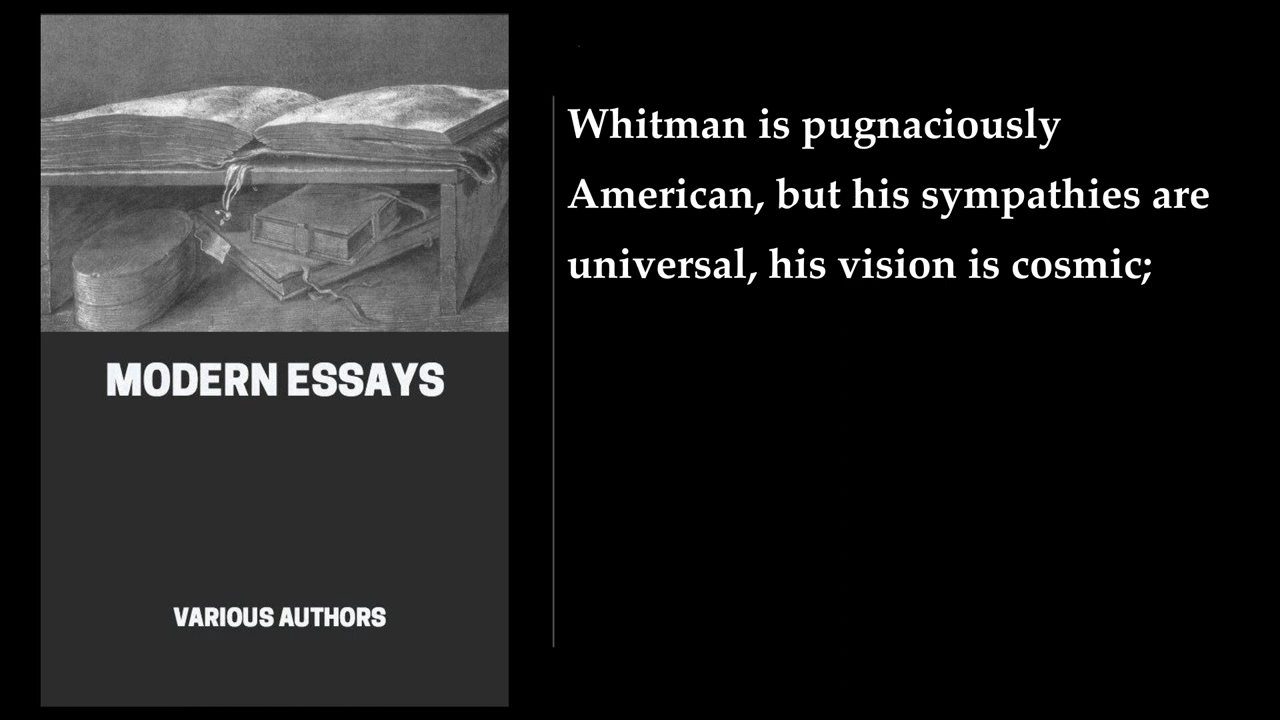 Whitman is pugnaciously
American, but his sympathies are
universal, his vision is cosmic;
MODERN ESSAYS
VARIOUS AUTHORS